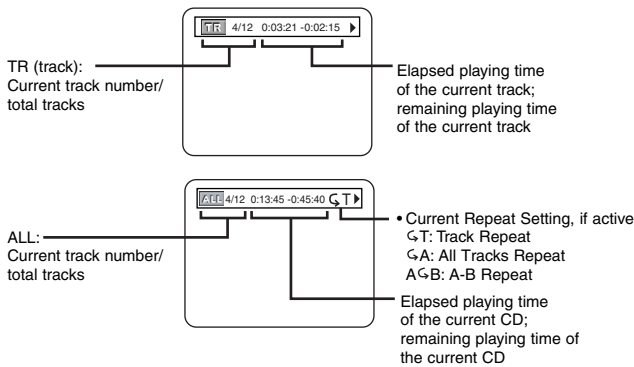 TR 4/12 0:03:21 -0:02:15
TR (track):
Current track number/
total tracks
Elapsed playing time
of the current track;
remaining playing time
of the current track
ALL 4/12 0:13:45 -0:45:40 T
ALL:
Current track number/
total tracks
• Current Repeat Setting, if active
T: Track Repeat
A: All Tracks Repeat
A B: A-B Repeat
Elapsed playing time
of the current CD;
remaining playing time of
the current CD